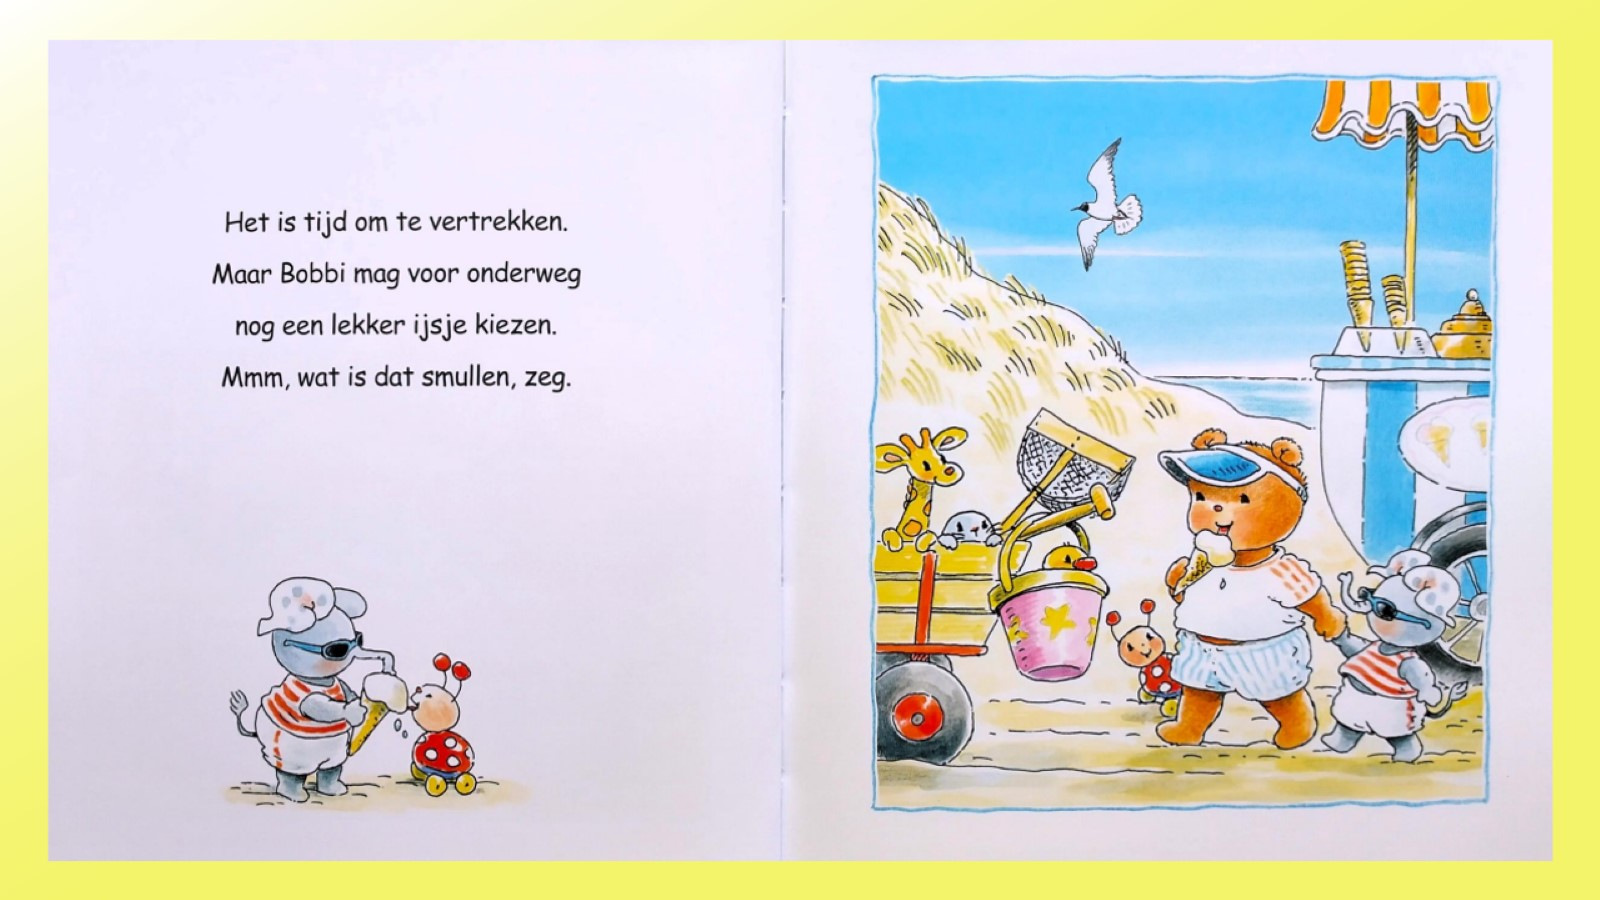 Het is tijd om te vertrekken.
Maar Bobbi mag voor onderweg
nog een lekker ijsje kiezen.
Mmm, wat is dat smullen, zeg.